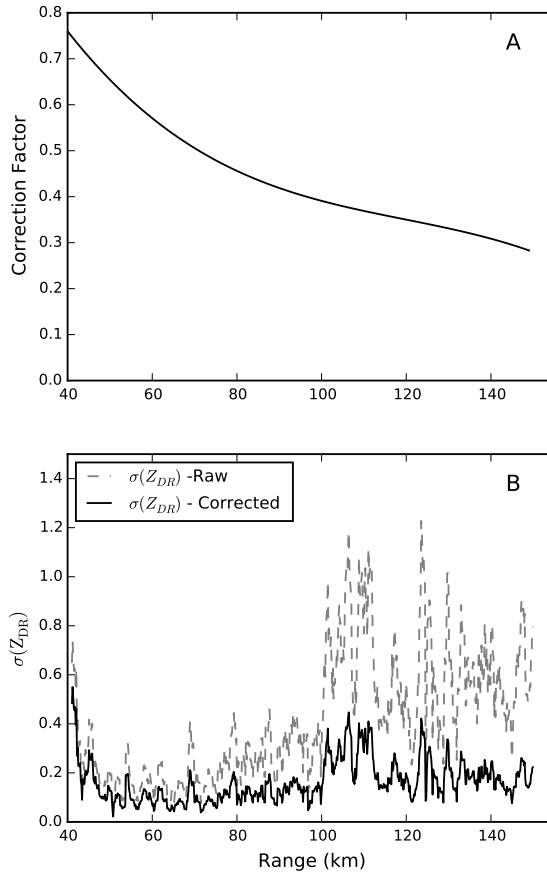 0.8
0.7
0.6
0.5
0.4
0.3
0.2
0.1
0.0
Correction Factor
A
40 60 80 100 120 140
1.4
1.2
1.0
0.8
0.6
0.4
0.2
0.0
σ(Z_DR)
σ(Z_DR) -Raw
σ(Z_DR) - Corrected
B
40 60 80 100 120 140
Range (km)